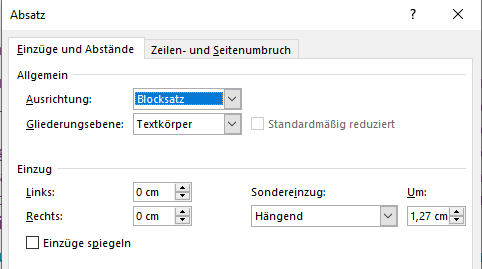 Absatz ? ×
Einzüge und Abstände Zeilen- und Seitenumbruch
Allgemein
Ausrichtung: Blocksatz
Gliederungsebene: Textkörper Standardmäßig reduziert
Einzug
Links: 0 cm Sondereinzug: Um:
Rechts: 0 cm Hängend 1,27 cm
Einzüge spiegeln